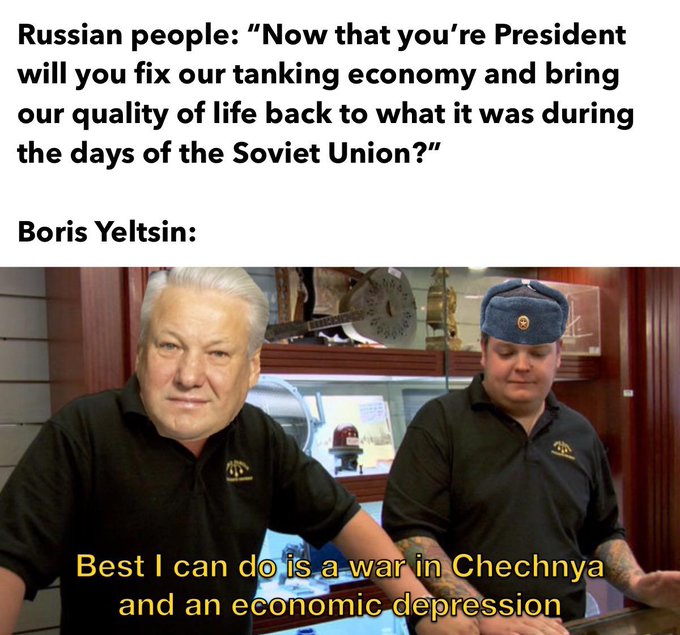 Russian people: “Now that you’re President
will you fix our tanking economy and bring
our quality of life back to what it was during
the days of the Soviet Union?”
Boris Yeltsin:
Best I can do is a war in Chechnya
and an economic depression